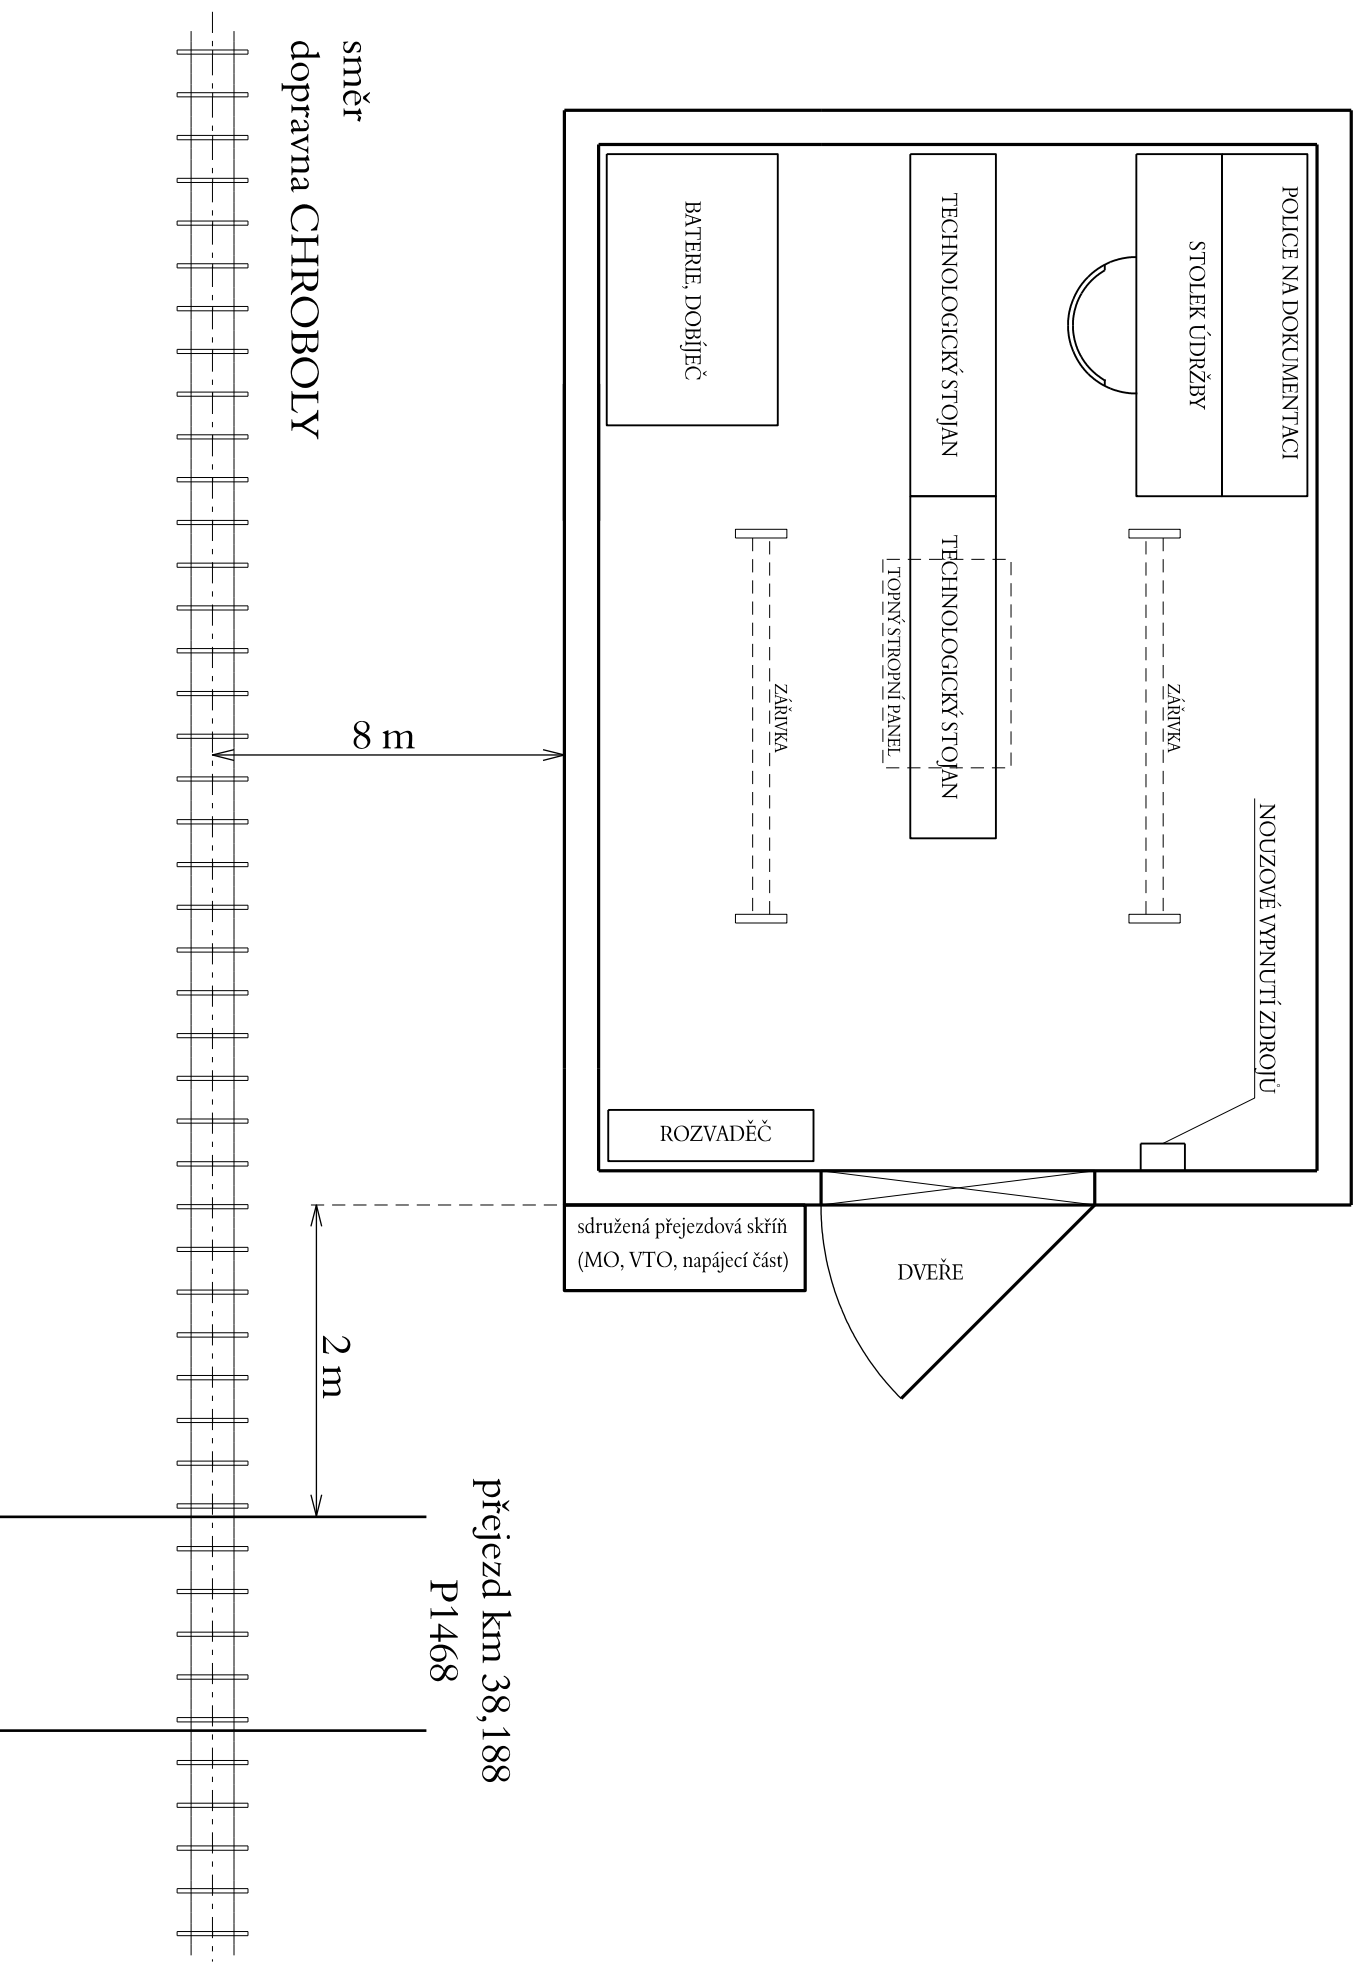 směr
dopravna CHROBOLY
BATERIE, DOBÍJEČ
TECHNOLOGICKÝ STOJAN
STOLEK ÚDRŽBY
POLICE NA DOKUMENTACI
TECHNOLOGICKÝ STOJAN
TOPNÝ STROPNÍ PANEL
ZÁŘIVKA
ZÁŘIVKA
8 m
NOUZOVÉ VYPNUTÍ ZDROJŮ
ROZVADĚČ
sdružená přejezdová skříň
(MO, VTO, napájecí část)
DVEŘE
2 m
přejezd km 38,188
P1468